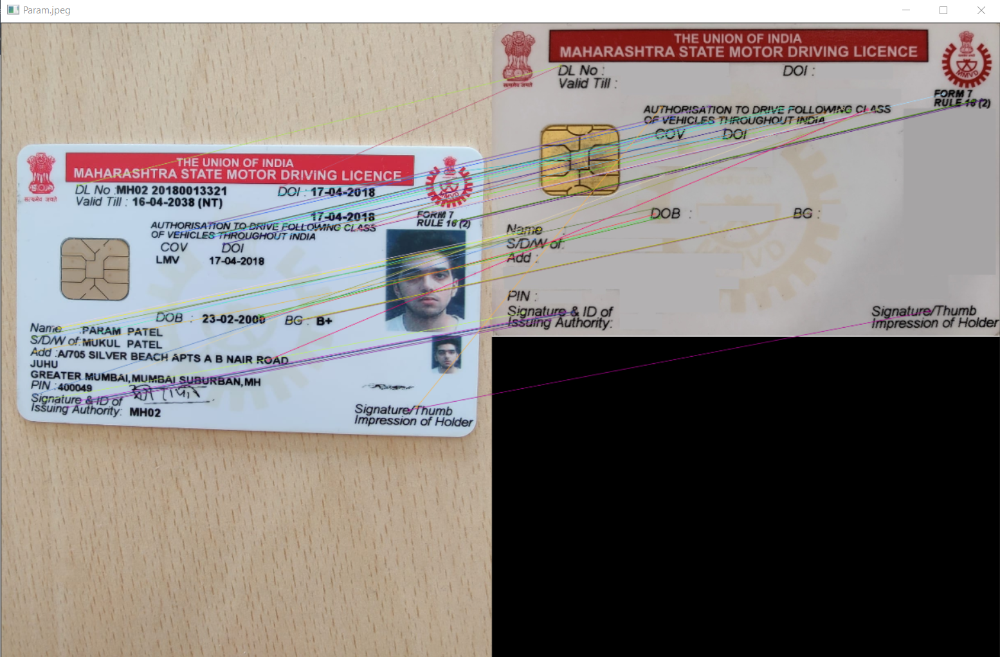 Param.jpeg
THE UNION OF INDIA
MAHARASHTRA STATE MOTOR DRIVING LICENCE
DL No :MH02 20180013321 DOI : 17-04-2018
Valid Till : 16-04-2038 (NT)
17-04-2018
FORM 7
RULE 16 (2)
AUTHORISATION TO DRIVE FOLLOWING CLASS
OF VEHICLES THROUGHOUT INDIA
COV DOI
LMV 17-04-2018
DOB : 23-02-2000 BG : B+
Name :PARAM PATEL
S/D/W of:MUKUL PATEL
Add :A/705 SILVER BEACH APTS A B NAIR ROAD
JUHU
GREATER MUMBAI,MUMBAI SUBURBAN,MH
PIN :400049
Signature & ID of
Issuing Authority: MH02
Signature/Thumb
Impression of Holder
सत्यमेव जयते
MMVD
THE UNION OF INDIA
MAHARASHTRA STATE MOTOR DRIVING LICENCE
DL No : DOI :
Valid Till :
सत्यमेव जयते
MMVD
FORM 7
RULE 16 (2)
AUTHORISATION TO DRIVE FOLLOWING CLASS
OF VEHICLES THROUGHOUT INDIA
COV DOI
DOB : BG :
Name
S/D/W of:
Add :
PIN :
Signature & ID of
Issuing Authority:
Signature/Thumb
Impression of Holder